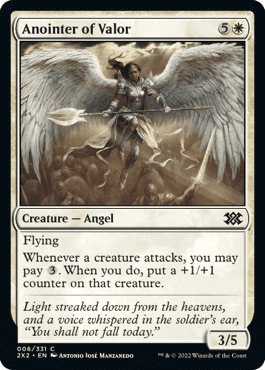 Anointer of Valor 5
Creature — Angel
Flying
Whenever a creature attacks, you may
pay 3. When you do, put a +1/+1
counter on that creature.
Light streaked down from the heavens,
and a voice whispered in the soldier's ear,
"You shall not fall today."
3/5
006/331 C
2X2 • EN Antonio José Manzanedo
™ & © 2022 Wizards of the Coast